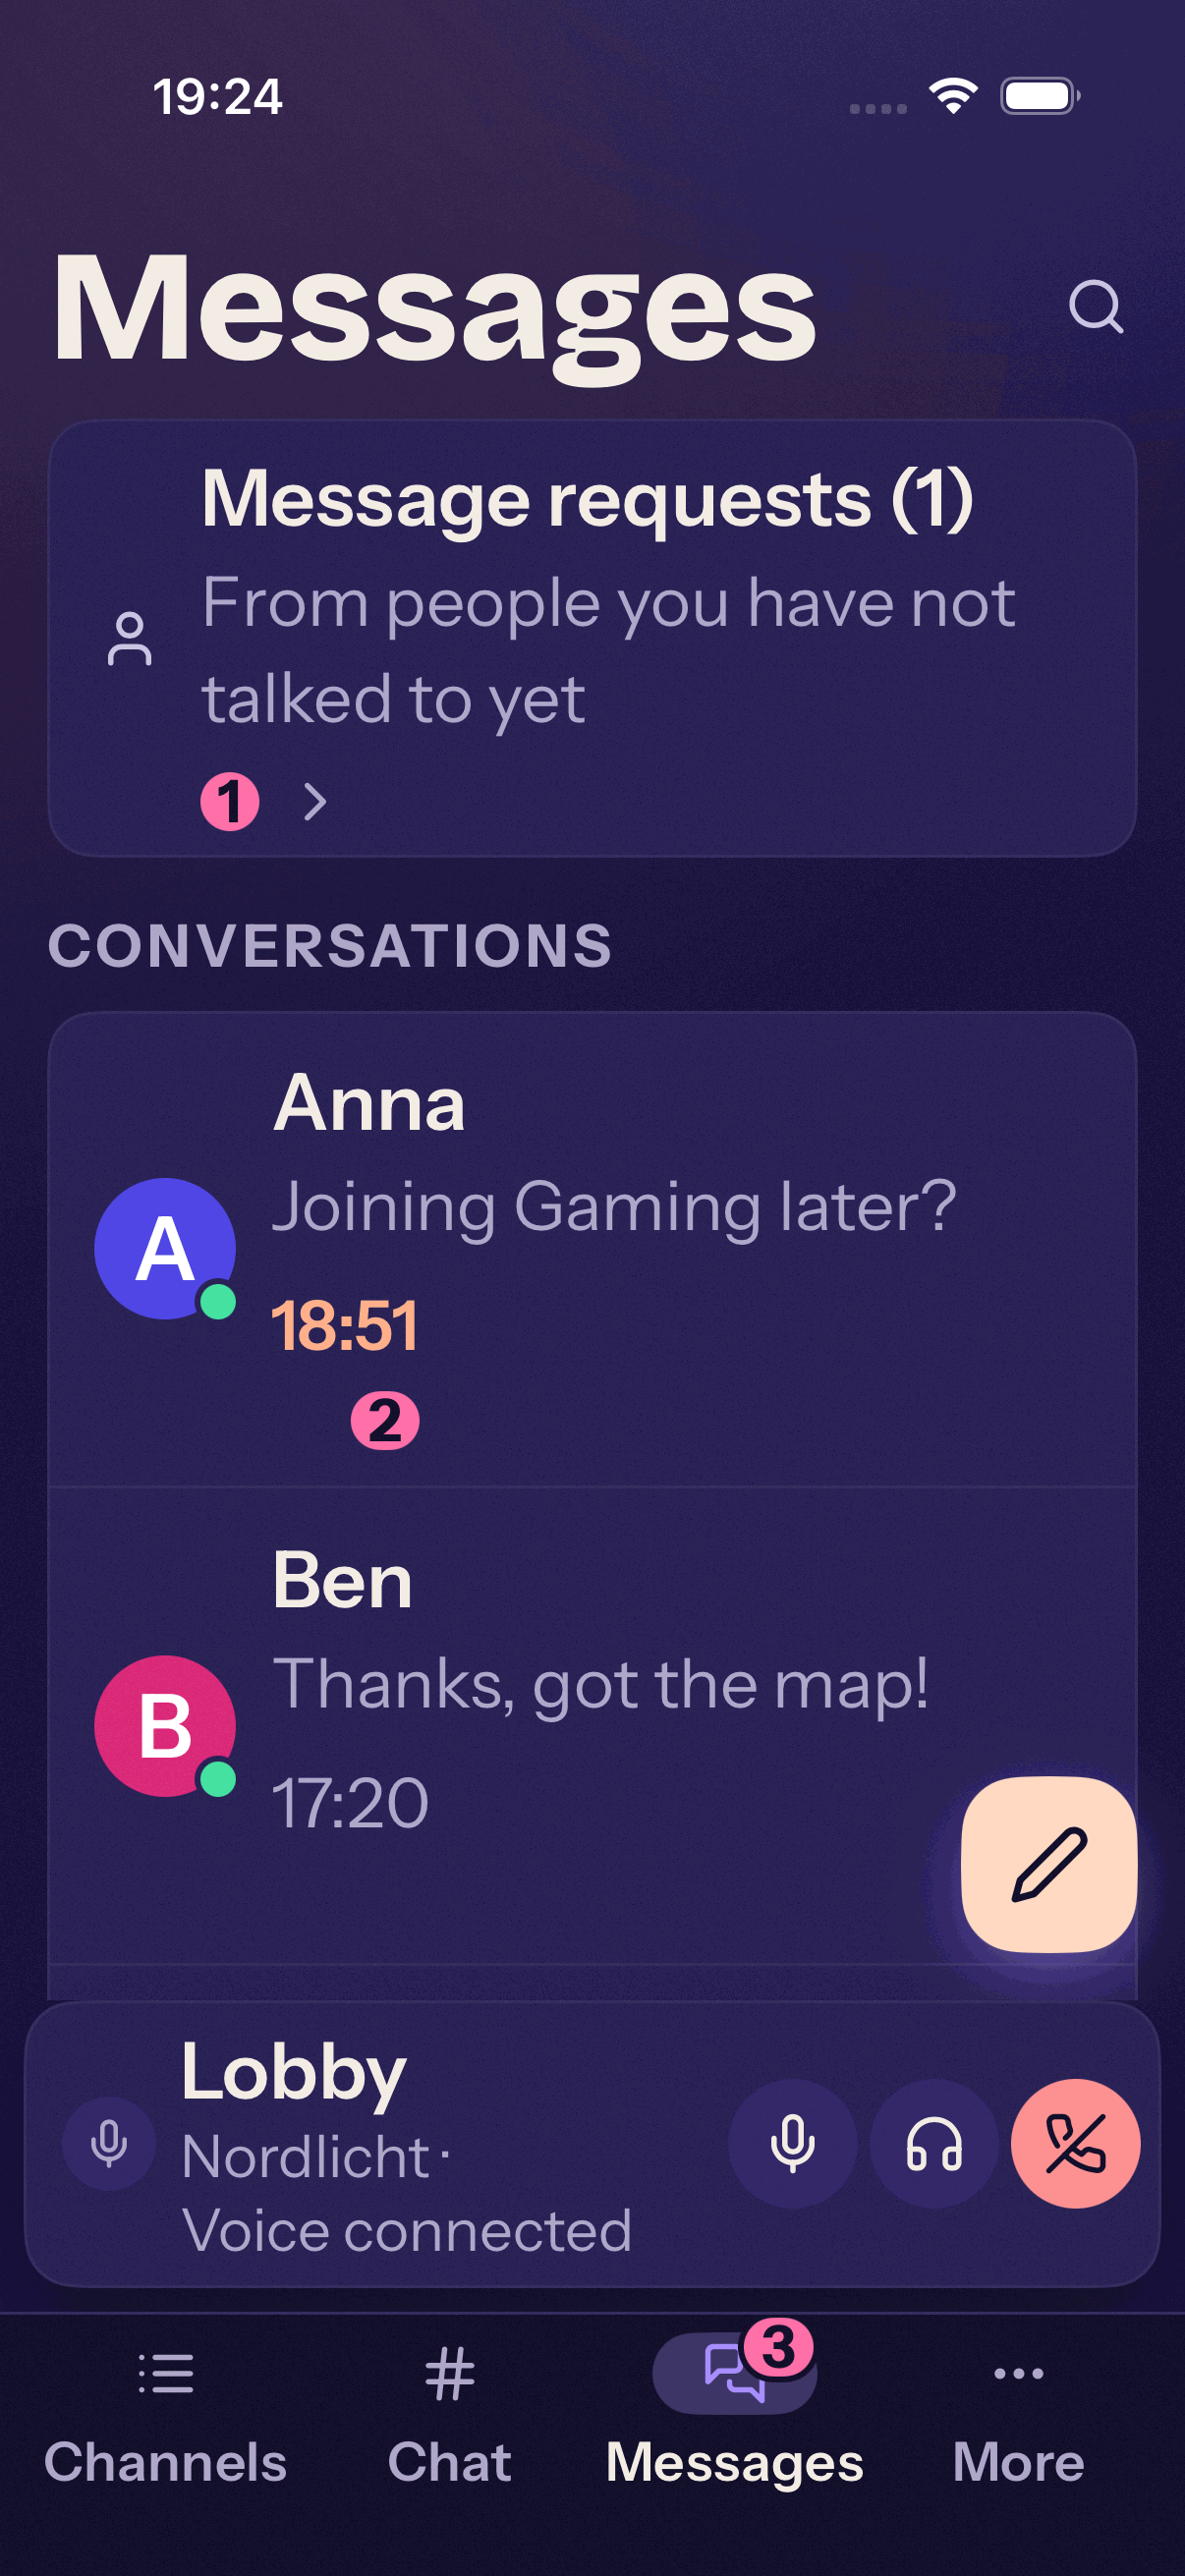 19:24
Messages
Message requests (1)
From people you have not
talked to yet
1
CONVERSATIONS
Anna
A
Joining Gaming later?
18:51
2
Ben
B
Thanks, got the map!
17:20
Lobby
Nordlicht ·
Voice connected
3
Channels
Chat
Messages
More